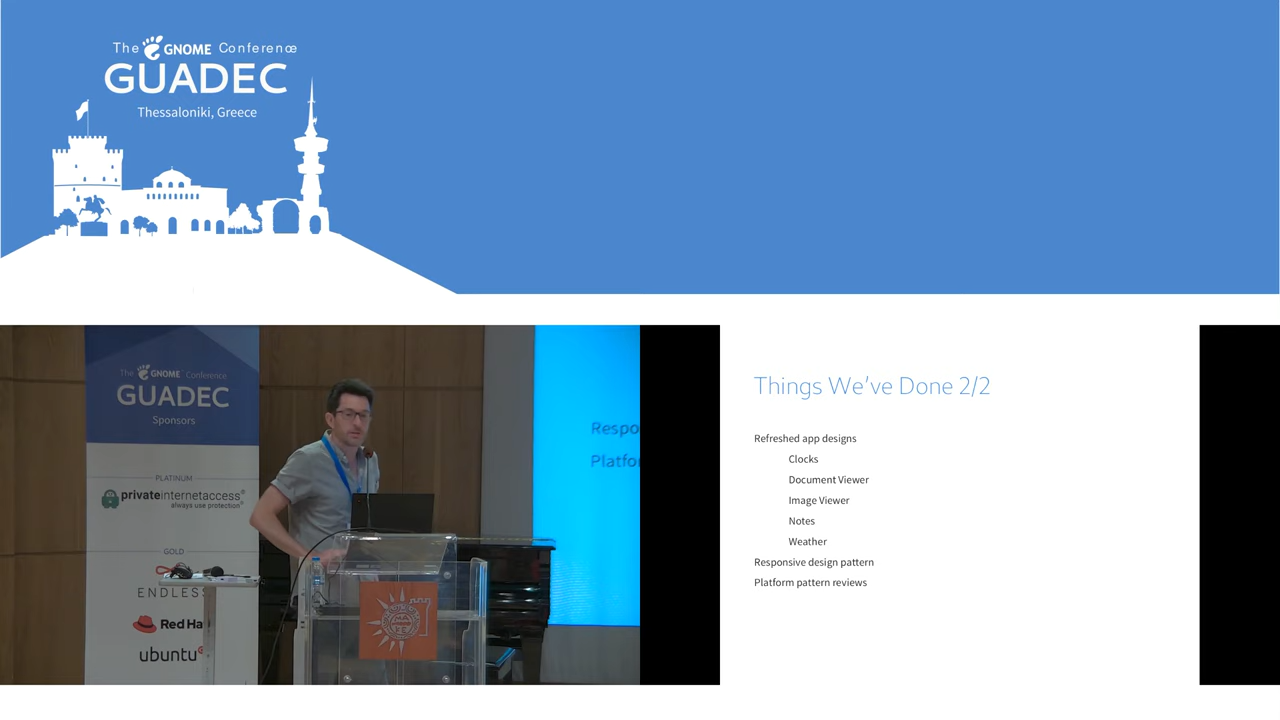 The GNOME Conference
GUADEC
Thessaloniki, Greece
The GNOME Conference
GUADEC
Sponsors
PLATINUM
privateinternetaccess®
always use protection®
GOLD
ENDLESS
Red Ha
ubuntu
Respo
Platfo
Things We've Done 2/2
Refreshed app designs
Clocks
Document Viewer
Image Viewer
Notes
Weather
Responsive design pattern
Platform pattern reviews